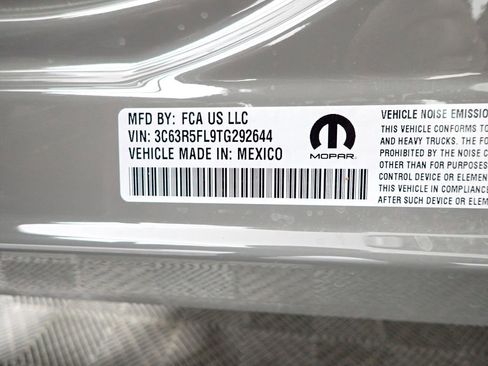 MFD BY: FCA US LLC
VIN: 3C63R5FL9TG292644
VEHICLE MADE IN: MEXICO
MOPAR
VEHICLE NOISE EMISSIO
THIS VEHICLE CONFORMS TO
AND HEAVY TRUCKS. THE FO
PROHIBITED BY THE NOISE C
OTHER THAN FOR PURPOSES
CONTROL DEVICE OR ELEMEN
THIS VEHICLE IN COMPLIANCE
AFTER SUCH DEVICE OR ELEM